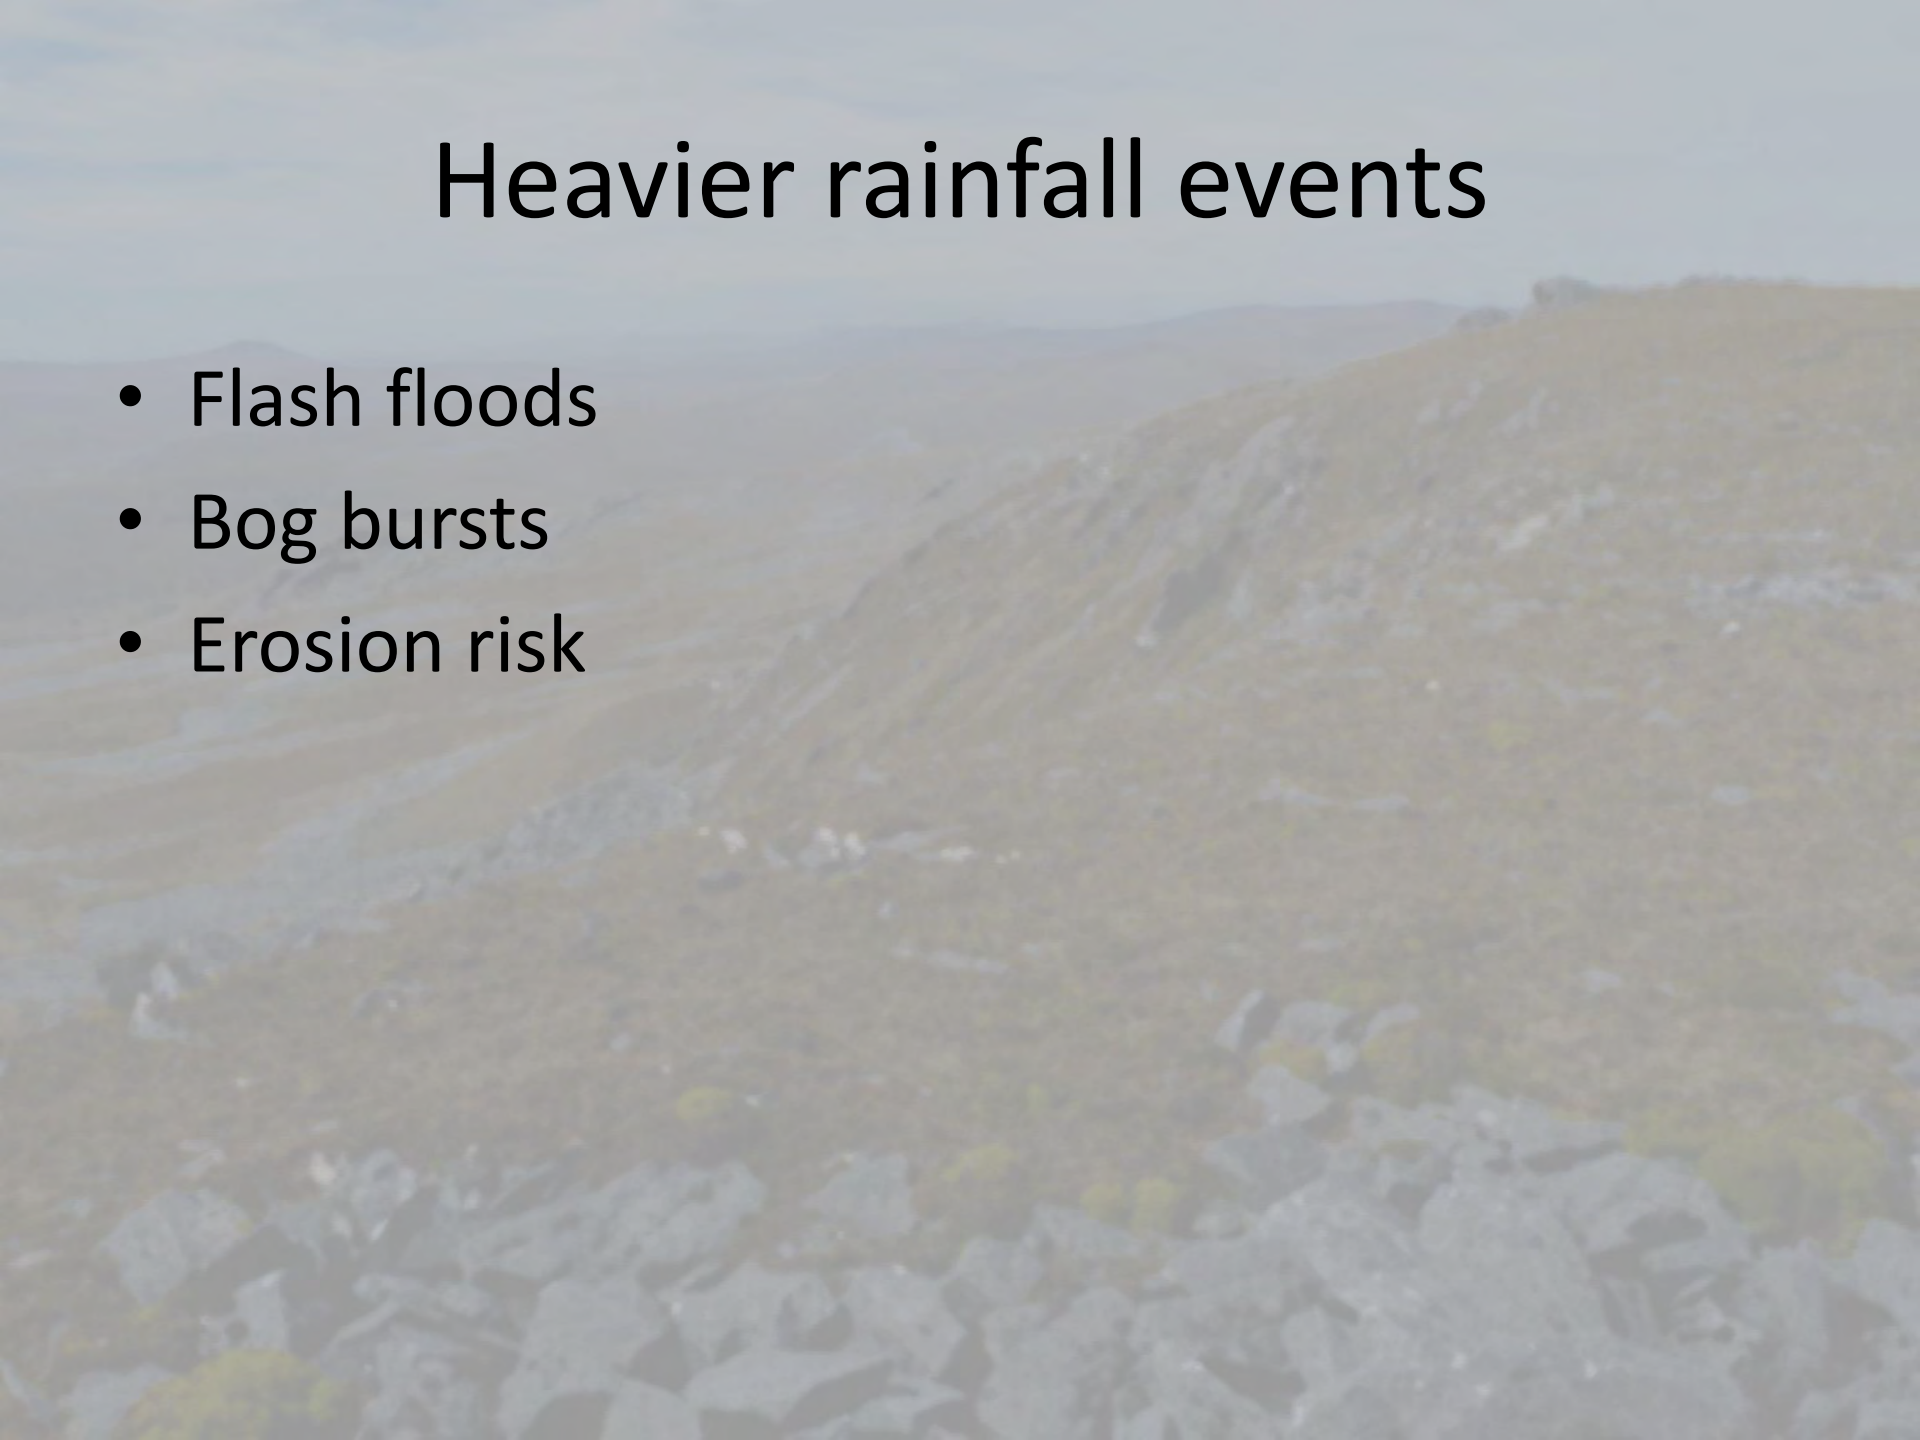 Heavier rainfall events
• Flash floods
• Bog bursts
• Erosion risk